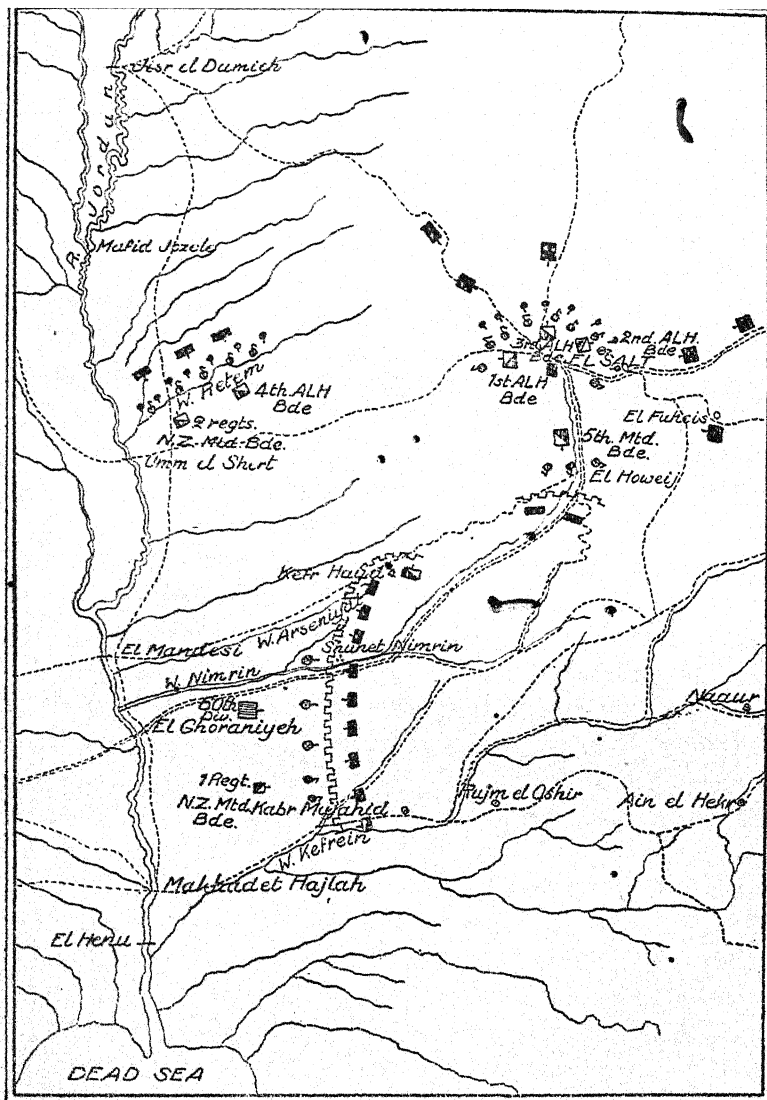 Jisr el Damieh
R. Jordan
Mafid Jozele
3rd ALH
Bde.
2nd. ALH.
Bde
EL SALT
1st ALH
Bde
W. Retem
4th. ALH
Bde
2 regts.
N.Z. Mtd. Bde.
Umm el Shert
El Fuheis
5th. Mtd.
Bde.
El Howeij
Kefr Huda
W. Arseniyet
El Mandesi
Shunet Nimrin
W. Nimrin
60th
Div.
El Ghoraniyeh
Naaur
1 Regt.
N.Z. Mtd.
Bde.
Kabr Mujahid
Rujm el Oshir
Ain el Hekr
W. Kefrein
Makhadet Hajlah
El Henu
DEAD SEA